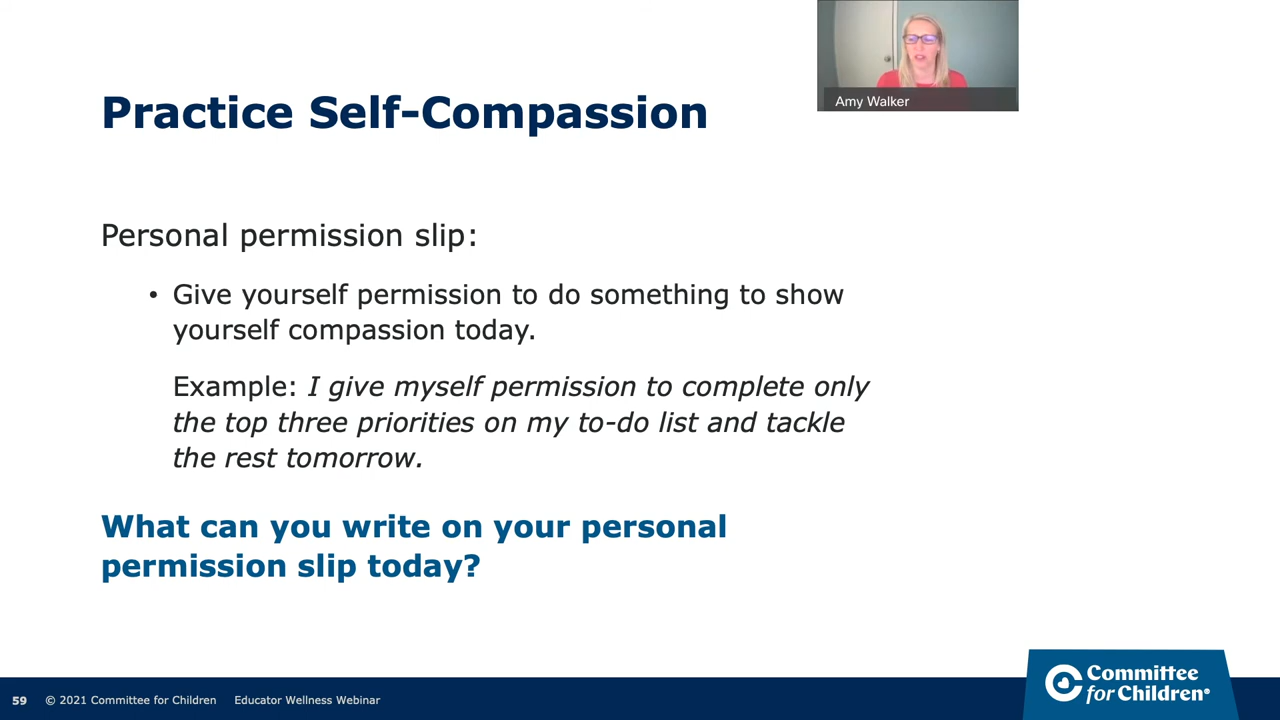 Amy Walker
Practice Self-Compassion
Personal permission slip:
• Give yourself permission to do something to show
yourself compassion today.
Example: I give myself permission to complete only
the top three priorities on my to-do list and tackle
the rest tomorrow.
What can you write on your personal
permission slip today?
Committee
for Children®
59 © 2021 Committee for Children Educator Wellness Webinar